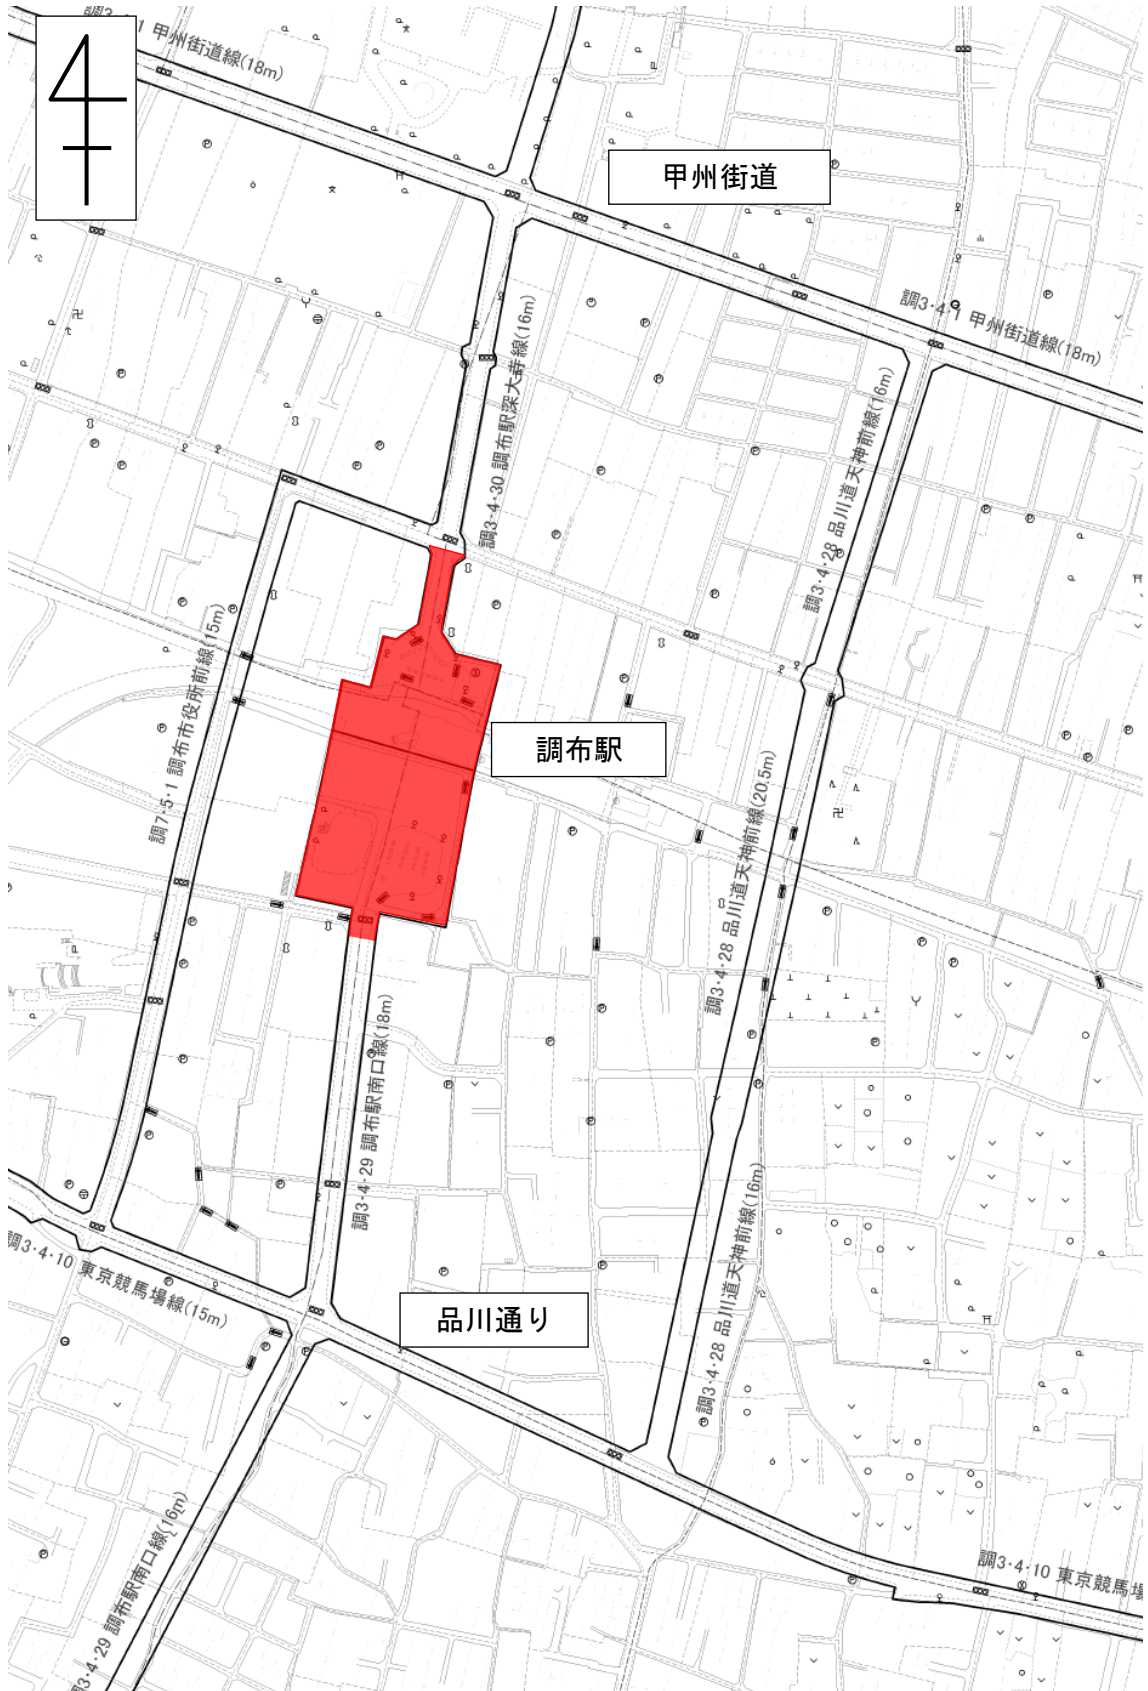 調3・4・1 甲州街道線(18m)
甲州街道
調3・4・1 甲州街道線(18m)
調3・4・30 調布駅深大寺線(16m)
調3・4・28 品川道天神前線(16m)
調7・5・1 調布市役所前線(15m)
調布駅
調3・4・28 品川道天神前線(20.5m)
調3・4・29 調布駅南口線(18m)
調3・4・28 品川道天神前線(16m)
調3・4・10 東京競馬場線(15m)
品川通り
調3・4・29 調布駅南口線(16m)
調3・4・10 東京競馬場